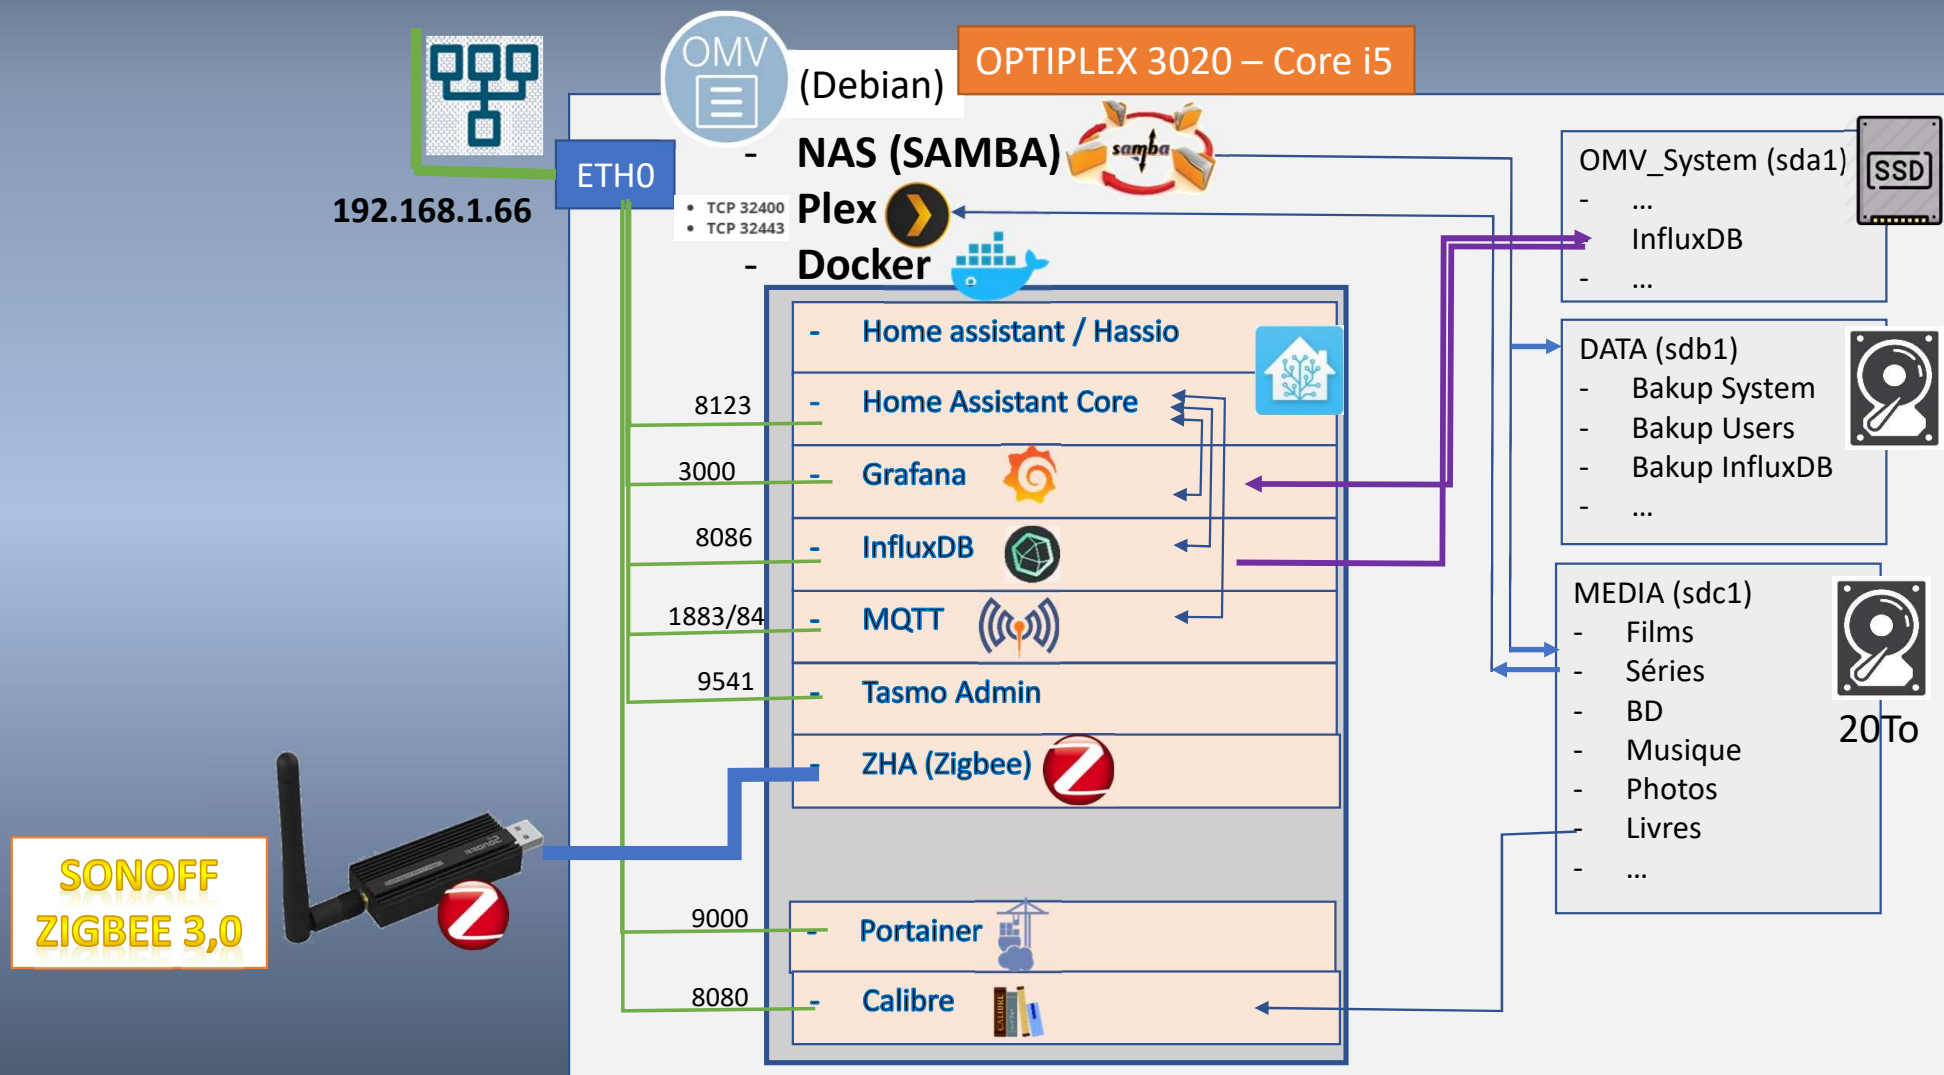 OMV
(Debian)
OPTIPLEX 3020 – Core i5
ETH0
192.168.1.66
- NAS (SAMBA)
samba
• TCP 32400
• TCP 32443
Plex
- Docker
- Home assistant / Hassio
8123
- Home Assistant Core
3000
- Grafana
8086
- InfluxDB
1883/84
- MQTT
9541
- Tasmo Admin
- ZHA (Zigbee)
9000
- Portainer
8080
- Calibre
CALIBRE
SONOFF
ZIGBEE 3,0
SONOFF
OMV_System (sda1)
SSD
- ...
- InfluxDB
- ...
DATA (sdb1)
- Bakup System
- Bakup Users
- Bakup InfluxDB
- ...
MEDIA (sdc1)
- Films
- Séries
- BD
- Musique
- Photos
- Livres
- ...
20To